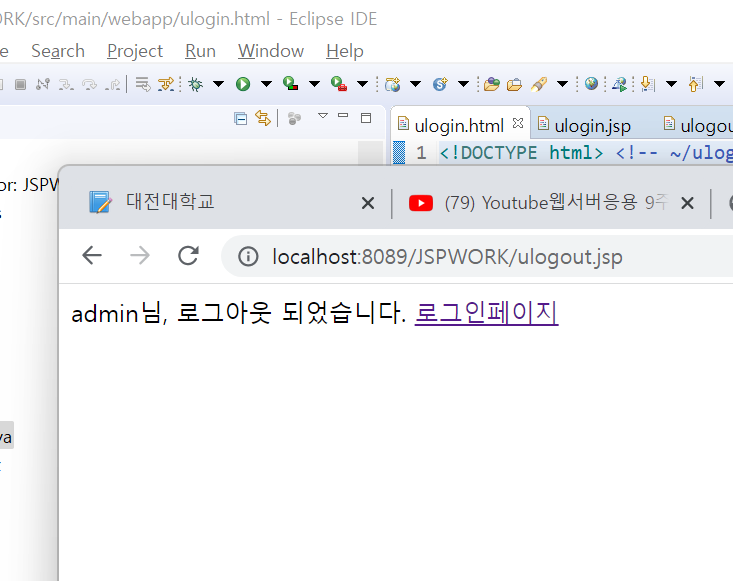 RK/src/main/webapp/ulogin.html - Eclipse IDE
e Search Project Run Window Help
ulogin.html ulogin.jsp ulogou
1 <!DOCTYPE html> <!-- ~/ulog
or: JSPW
s
대전대학교 (79) Youtube웹서버응용 9주
localhost:8089/JSPWORK/ulogout.jsp
admin님, 로그아웃 되었습니다. 로그인페이지
va